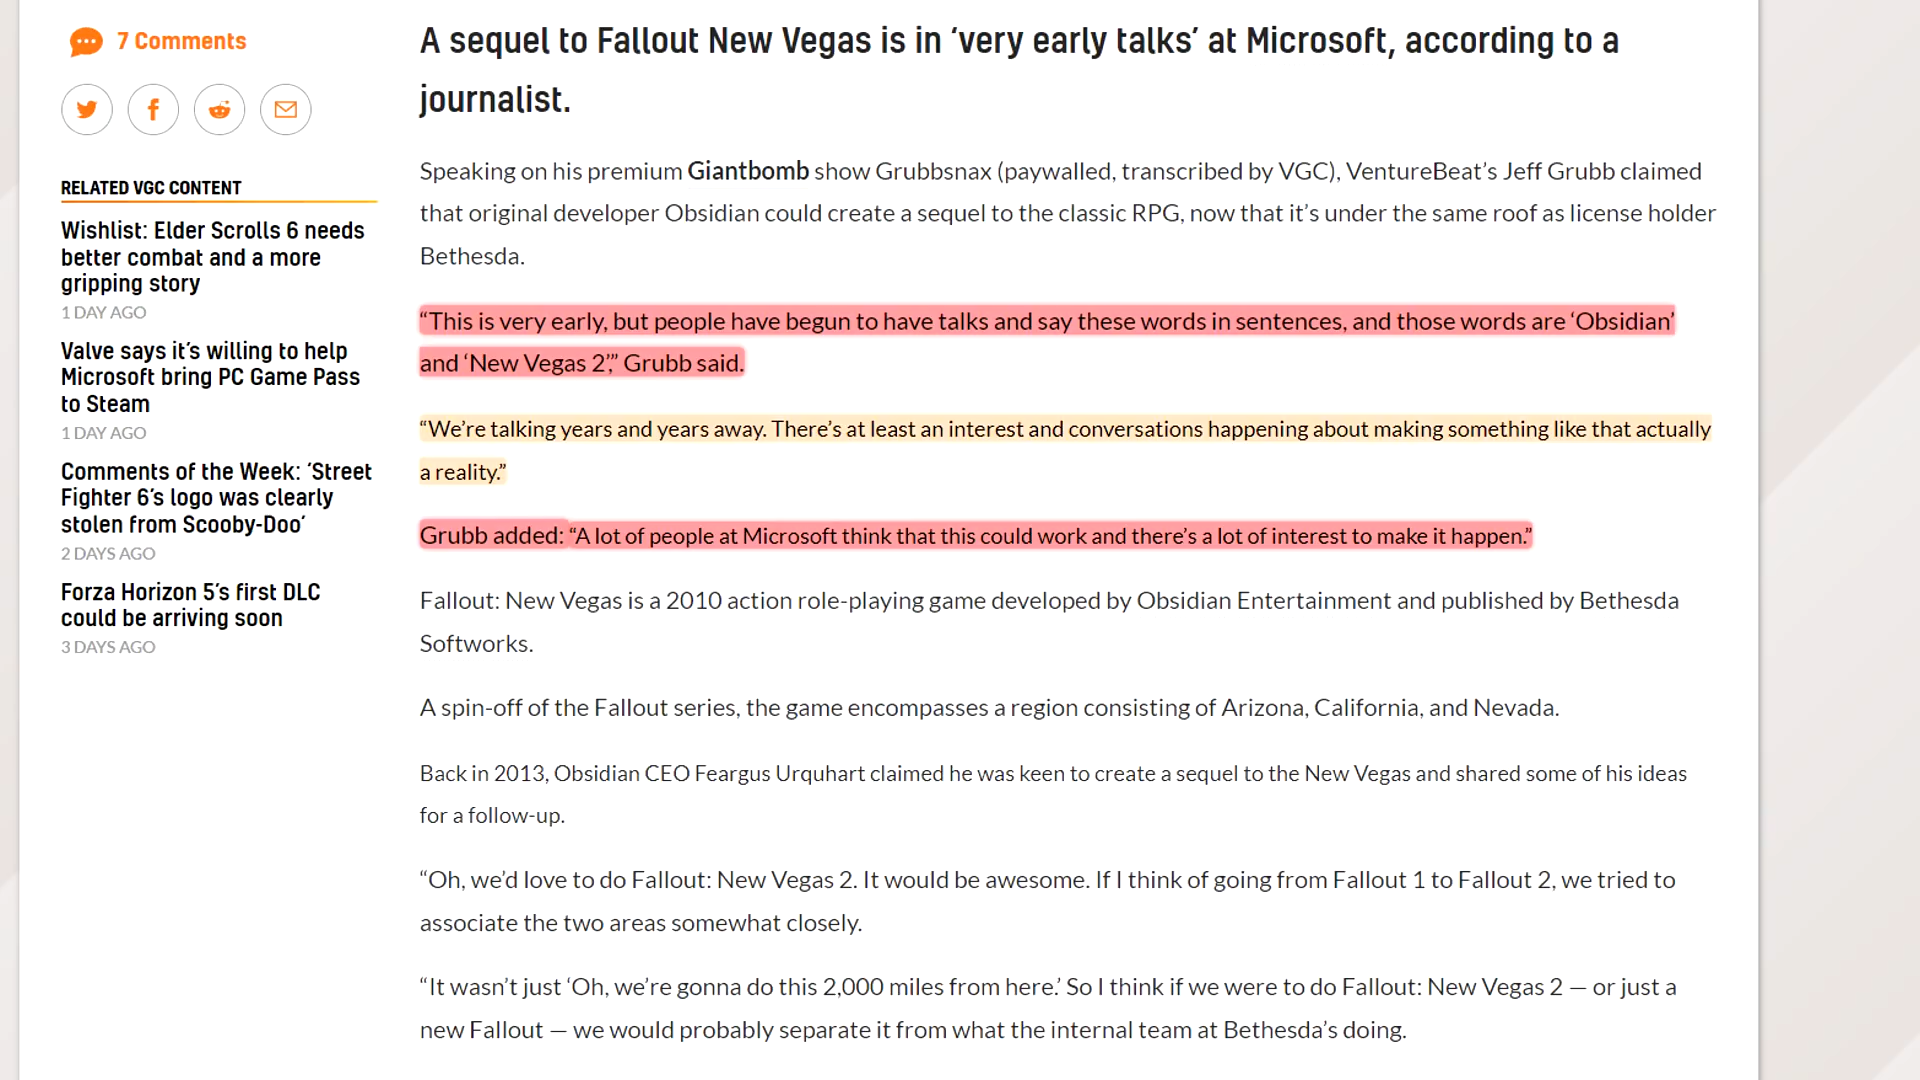 7 Comments
RELATED VGC CONTENT
Wishlist: Elder Scrolls 6 needs
better combat and a more
gripping story
1 DAY AGO
Valve says it’s willing to help
Microsoft bring PC Game Pass
to Steam
1 DAY AGO
Comments of the Week: ‘Street
Fighter 6’s logo was clearly
stolen from Scooby-Doo’
2 DAYS AGO
Forza Horizon 5’s first DLC
could be arriving soon
3 DAYS AGO
A sequel to Fallout New Vegas is in ‘very early talks’ at Microsoft, according to a
journalist.
Speaking on his premium Giantbomb show Grubbsnax (paywalled, transcribed by VGC), VentureBeat’s Jeff Grubb claimed
that original developer Obsidian could create a sequel to the classic RPG, now that it’s under the same roof as license holder
Bethesda.
“This is very early, but people have begun to have talks and say these words in sentences, and those words are ‘Obsidian’
and ‘New Vegas 2’,” Grubb said.
“We’re talking years and years away. There’s at least an interest and conversations happening about making something like that actually
a reality.”
Grubb added: “A lot of people at Microsoft think that this could work and there’s a lot of interest to make it happen.”
Fallout: New Vegas is a 2010 action role-playing game developed by Obsidian Entertainment and published by Bethesda
Softworks.
A spin-off of the Fallout series, the game encompasses a region consisting of Arizona, California, and Nevada.
Back in 2013, Obsidian CEO Feargus Urquhart claimed he was keen to create a sequel to the New Vegas and shared some of his ideas
for a follow-up.
“Oh, we’d love to do Fallout: New Vegas 2. It would be awesome. If I think of going from Fallout 1 to Fallout 2, we tried to
associate the two areas somewhat closely.
“It wasn’t just ‘Oh, we’re gonna do this 2,000 miles from here.’ So I think if we were to do Fallout: New Vegas 2 — or just a
new Fallout — we would probably separate it from what the internal team at Bethesda’s doing.